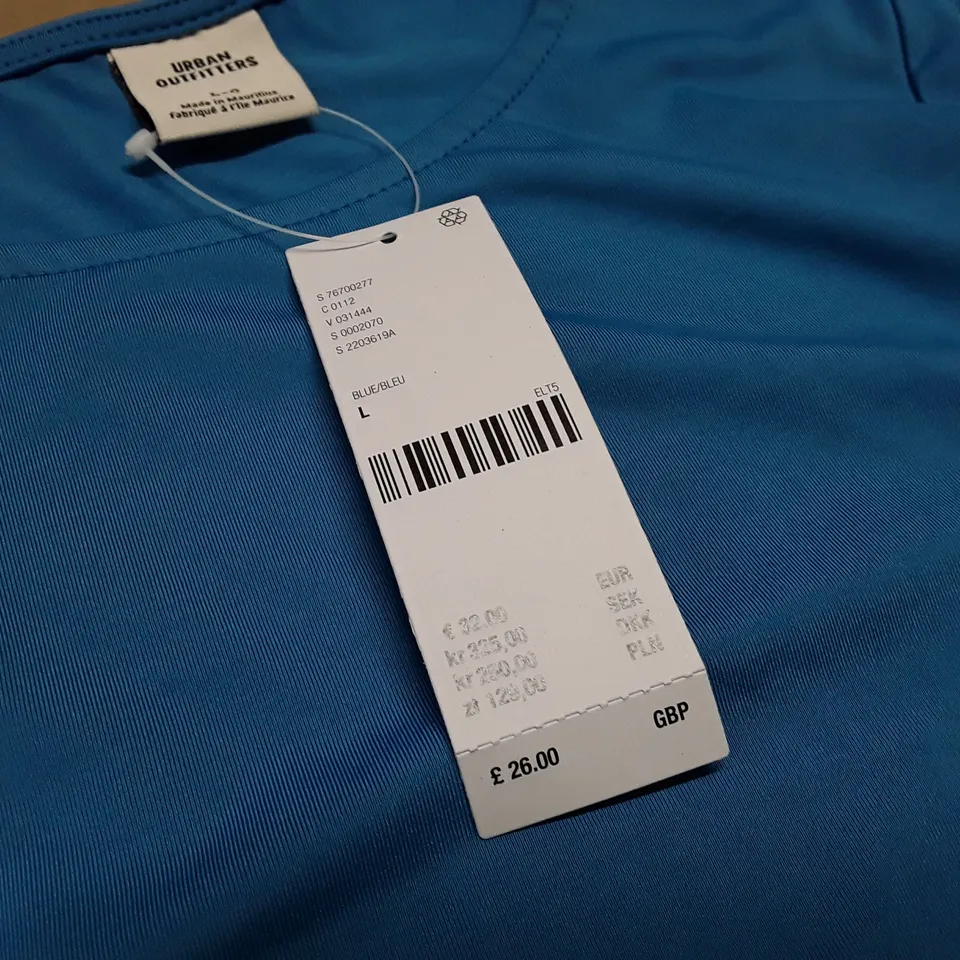 URBAN
OUTFITTERS
L-G
Made in Mauritius
Fabriqué à l'Ile Maurice
S 76700277
C 0112
V 031444
S 0002070
S 2203619A
BLUE/BLEU
L
ELT5
€ 32.00 EUR
kr 325,00 SEK
kr 260,00 DKK
zł 129,00 PLN
£ 26.00 GBP